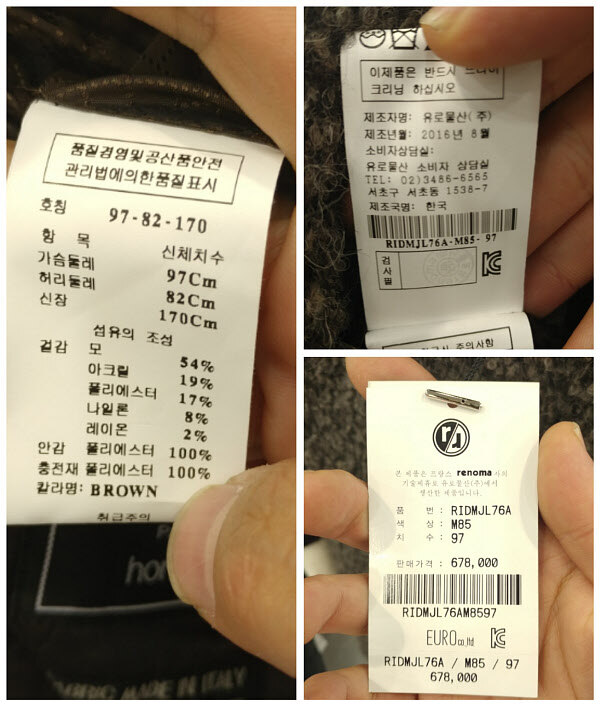 품질경영및공산품안전
관리법에의한품질표시
호칭 97-82-170
항 목 신체치수
가슴둘레 97Cm
허리둘레 82Cm
신장 170Cm
섬유의 조성
겉감 모 54%
아크릴 19%
폴리에스터 17%
나일론 8%
레이온 2%
안감 폴리에스터 100%
충전재 폴리에스터 100%
칼라명: BROWN
취급주의
MADE IN ITALY
이제품은 반드시 드라이
크리닝 하십시오
제조자명: 유로물산(주)
제조년월: 2016년 8월
소비자상담실:
유로물산 소비자 상담실
TEL: 02)3486-6565
서초구 서초동 1538-7
제조국명: 한국
RIDMJL76A-M85- 97
검사필
주의사항
본 제품은 프랑스 renoma 사의
기술제휴로 유로물산(주)에서
생산한 제품입니다.
품 번 : RIDMJL76A
색 상 : M85
치 수 : 97
판매가격 : 678,000
RIDMJL76AM8597
EURO co,ltd
RIDMJL76A / M85 / 97
678,000